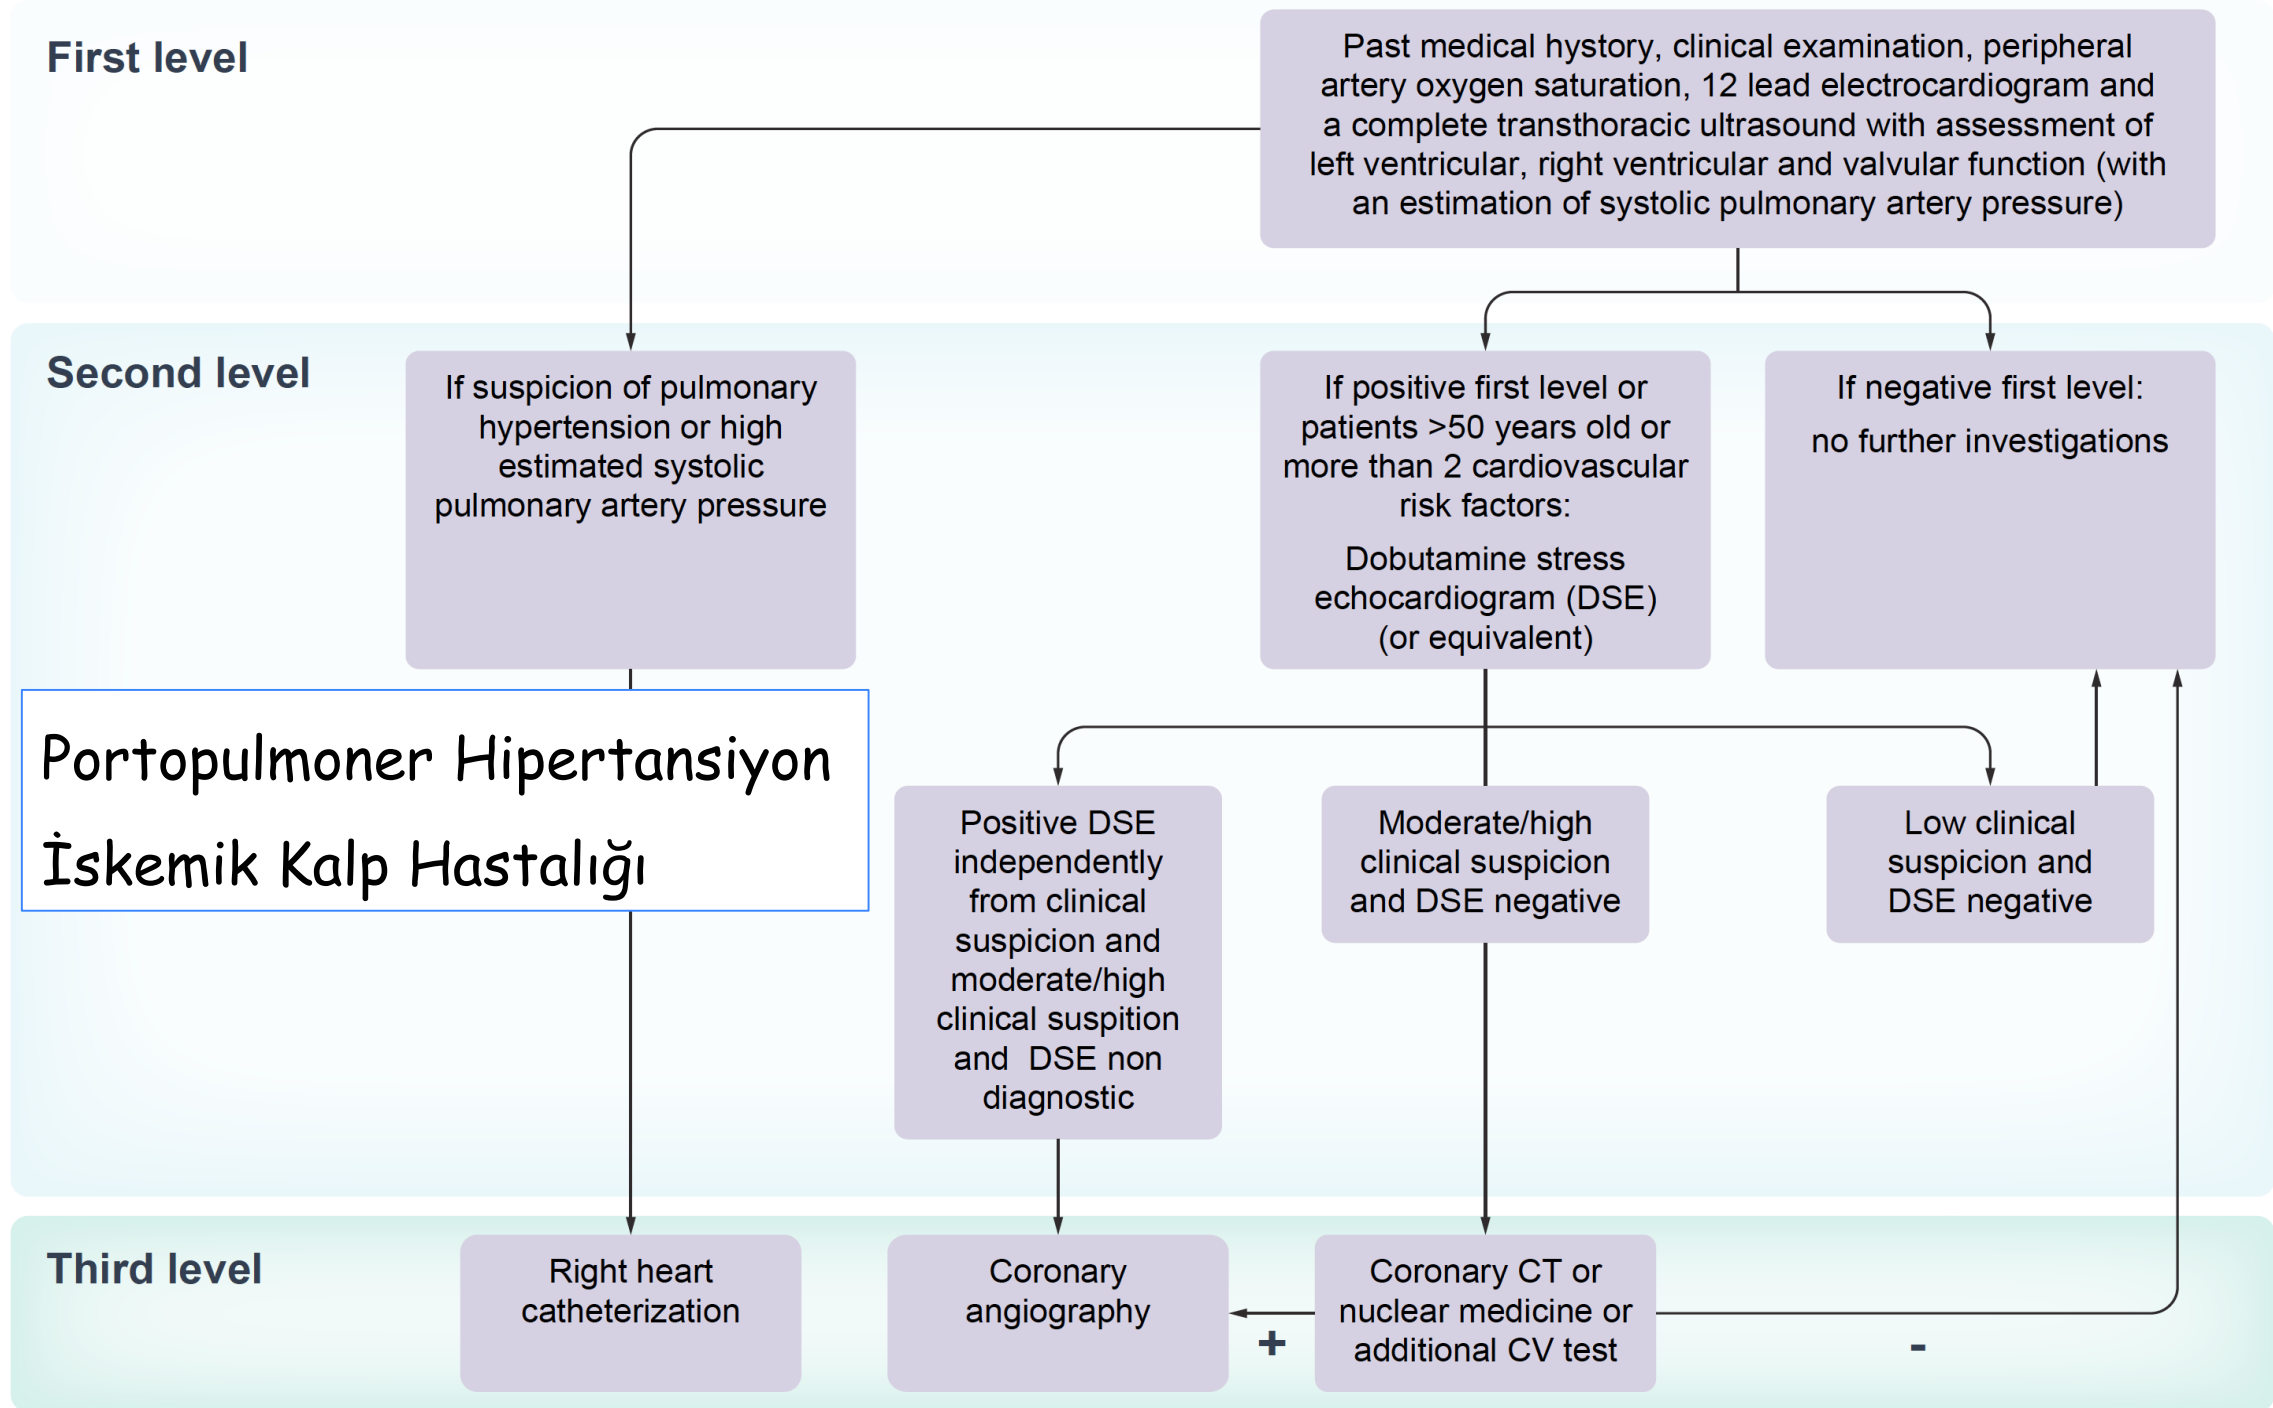 First level
Past medical hystory, clinical examination, peripheral
artery oxygen saturation, 12 lead electrocardiogram and
a complete transthoracic ultrasound with assessment of
left ventricular, right ventricular and valvular function (with
an estimation of systolic pulmonary artery pressure)
Second level
If suspicion of pulmonary
hypertension or high
estimated systolic
pulmonary artery pressure
If positive first level or
patients >50 years old or
more than 2 cardiovascular
risk factors:
Dobutamine stress
echocardiogram (DSE)
(or equivalent)
If negative first level:
no further investigations
Portopulmoner Hipertansiyon
İskemik Kalp Hastalığı
Positive DSE
independently
from clinical
suspicion and
moderate/high
clinical suspition
and DSE non
diagnostic
Moderate/high
clinical suspicion
and DSE negative
Low clinical
suspicion and
DSE negative
Third level
Right heart
catheterization
Coronary
angiography
+
Coronary CT or
nuclear medicine or
additional CV test
-